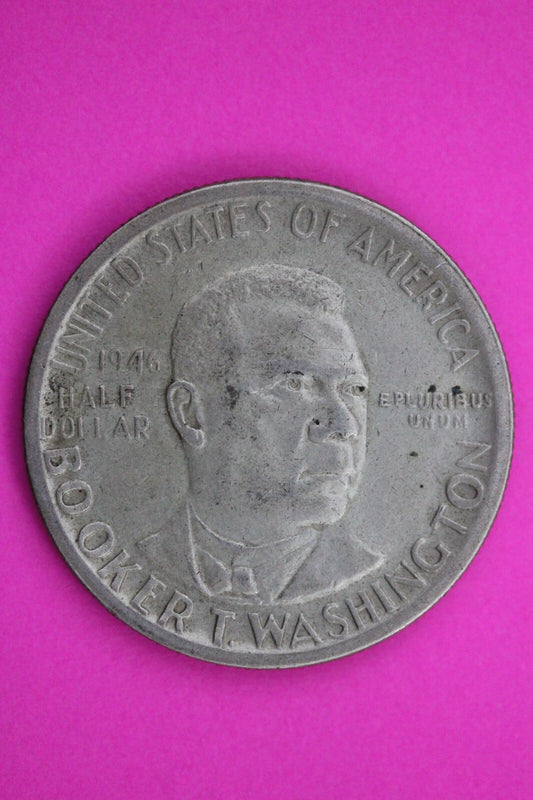 UNITED STATES OF AMERICA
1946
HALF
DOLLAR
E PLURIBUS
UNUM
BOOKER T. WASHINGTON